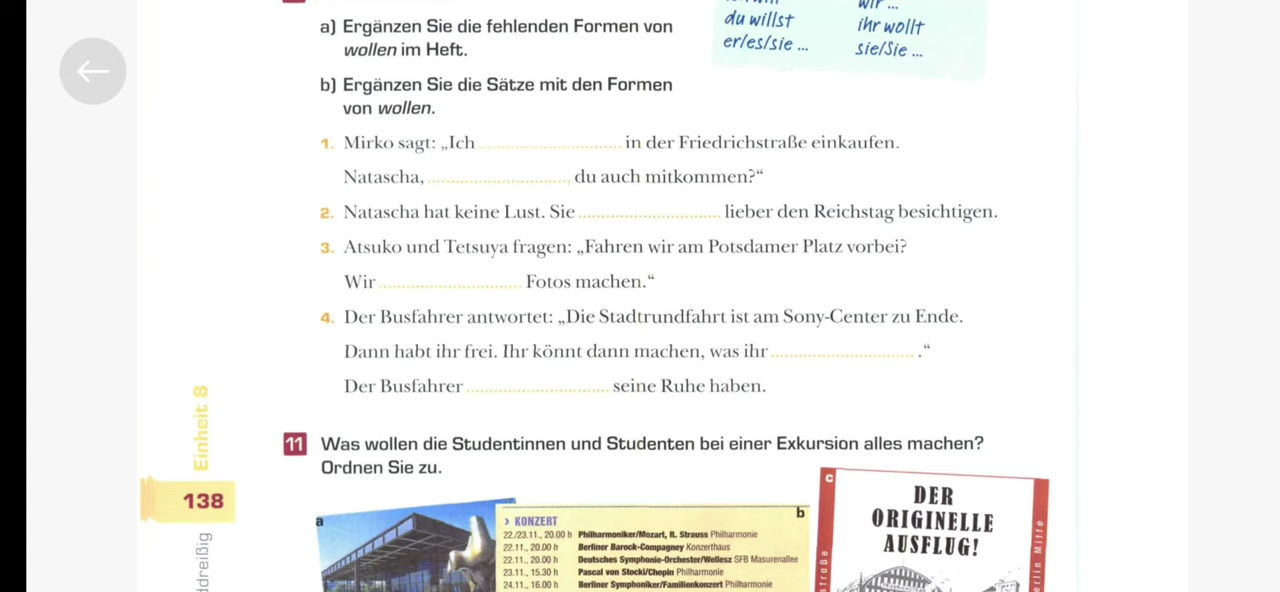 wir ...
du willst
ihr wollt
er/es/sie ...
sie/Sie ...
a) Ergänzen Sie die fehlenden Formen von
wollen im Heft.
b) Ergänzen Sie die Sätze mit den Formen
von wollen.
1. Mirko sagt: „Ich ........ in der Friedrichstraße einkaufen.
Natascha, ........ du auch mitkommen?“
2. Natascha hat keine Lust. Sie ........ lieber den Reichstag besichtigen.
3. Atsuko und Tetsuya fragen: „Fahren wir am Potsdamer Platz vorbei?
Wir ........ Fotos machen.“
4. Der Busfahrer antwortet: „Die Stadtrundfahrt ist am Sony-Center zu Ende.
Dann habt ihr frei. Ihr könnt dann machen, was ihr ........ .“
Der Busfahrer ........ seine Ruhe haben.
Einheit 8
138
11 Was wollen die Studentinnen und Studenten bei einer Exkursion alles machen?
Ordnen Sie zu.
a
b
› KONZERT
22./23.11., 20.00 h Philharmoniker/Mozart, R. Strauss Philharmonie
22.11., 20.00 h Berliner Barock-Compagney Konzerthaus
22.11., 20.00 h Deutsches Symphonie-Orchester/Wellesz SFB Masurenallee
23.11., 15.30 h Pascal von Stocki/Chopin Philharmonie
24.11., 16.00 h Berliner Symphoniker/Familienkonzert Philharmonie
c
DER
ORIGINELLE
AUSFLUG!